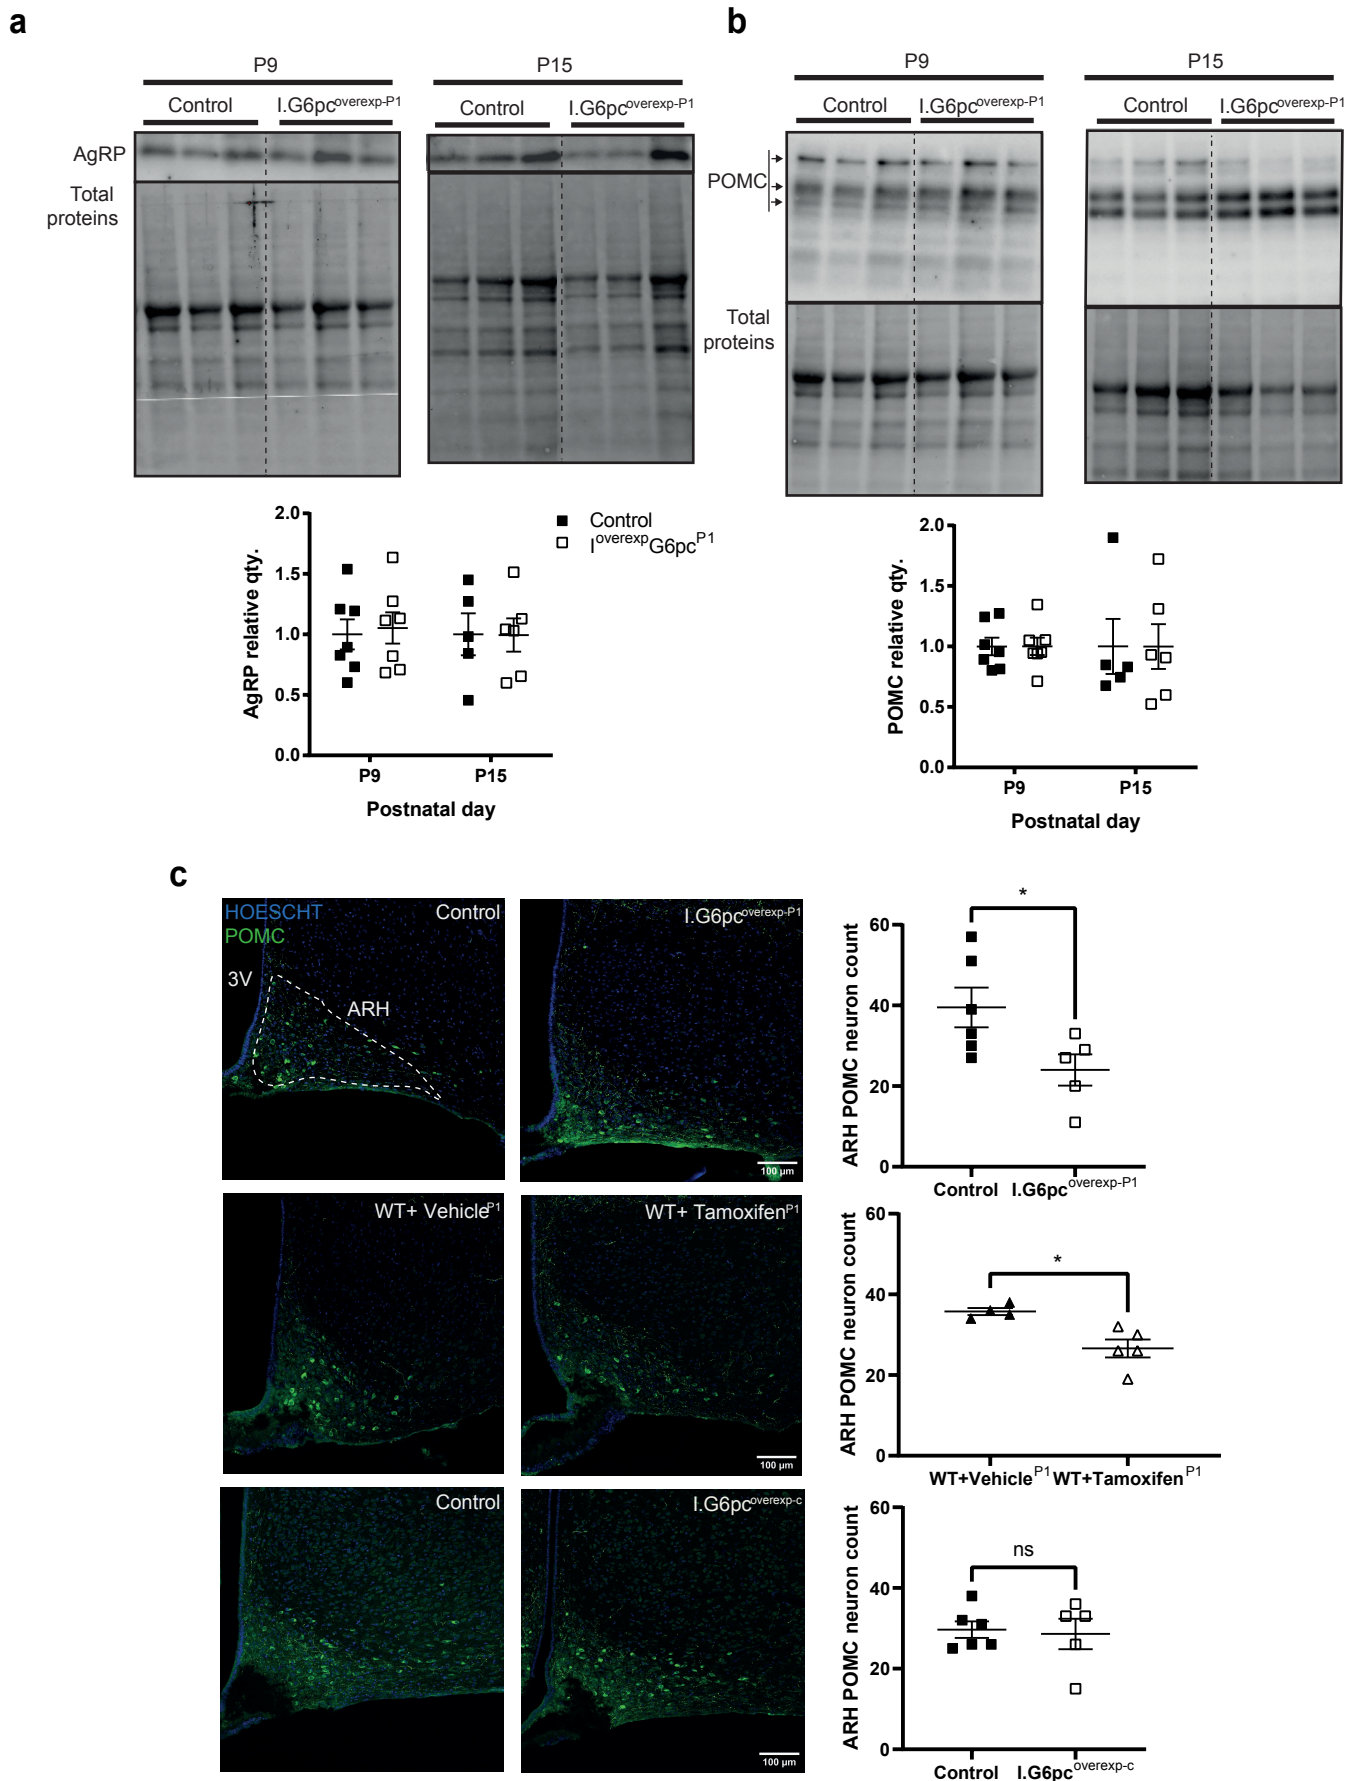 a
P9
P15
Control
I.G6pcoverexp-P1
Control
I.G6pcoverexp-P1
AgRP
Total
proteins
2.0
1.5
1.0
0.5
0.0
AgRP relative qty.
P9
P15
Postnatal day
Control
IoverexpG6pcP1
b
P9
P15
Control
I.G6pcoverexp-P1
Control
I.G6pcoverexp-P1
POMC
Total
proteins
2.0
1.5
1.0
0.5
0.0
POMC relative qty.
P9
P15
Postnatal day
c
HOESCHT
POMC
Control
3V
ARH
I.G6pcoverexp-P1
100 µm
*
60
40
20
0
ARH POMC neuron count
Control
I.G6pcoverexp-P1
WT+ VehicleP1
WT+ TamoxifenP1
100 µm
*
60
40
20
0
ARH POMC neuron count
WT+VehicleP1
WT+TamoxifenP1
Control
I.G6pcoverexp-c
100 µm
ns
60
40
20
0
ARH POMC neuron count
Control
I.G6pcoverexp-c